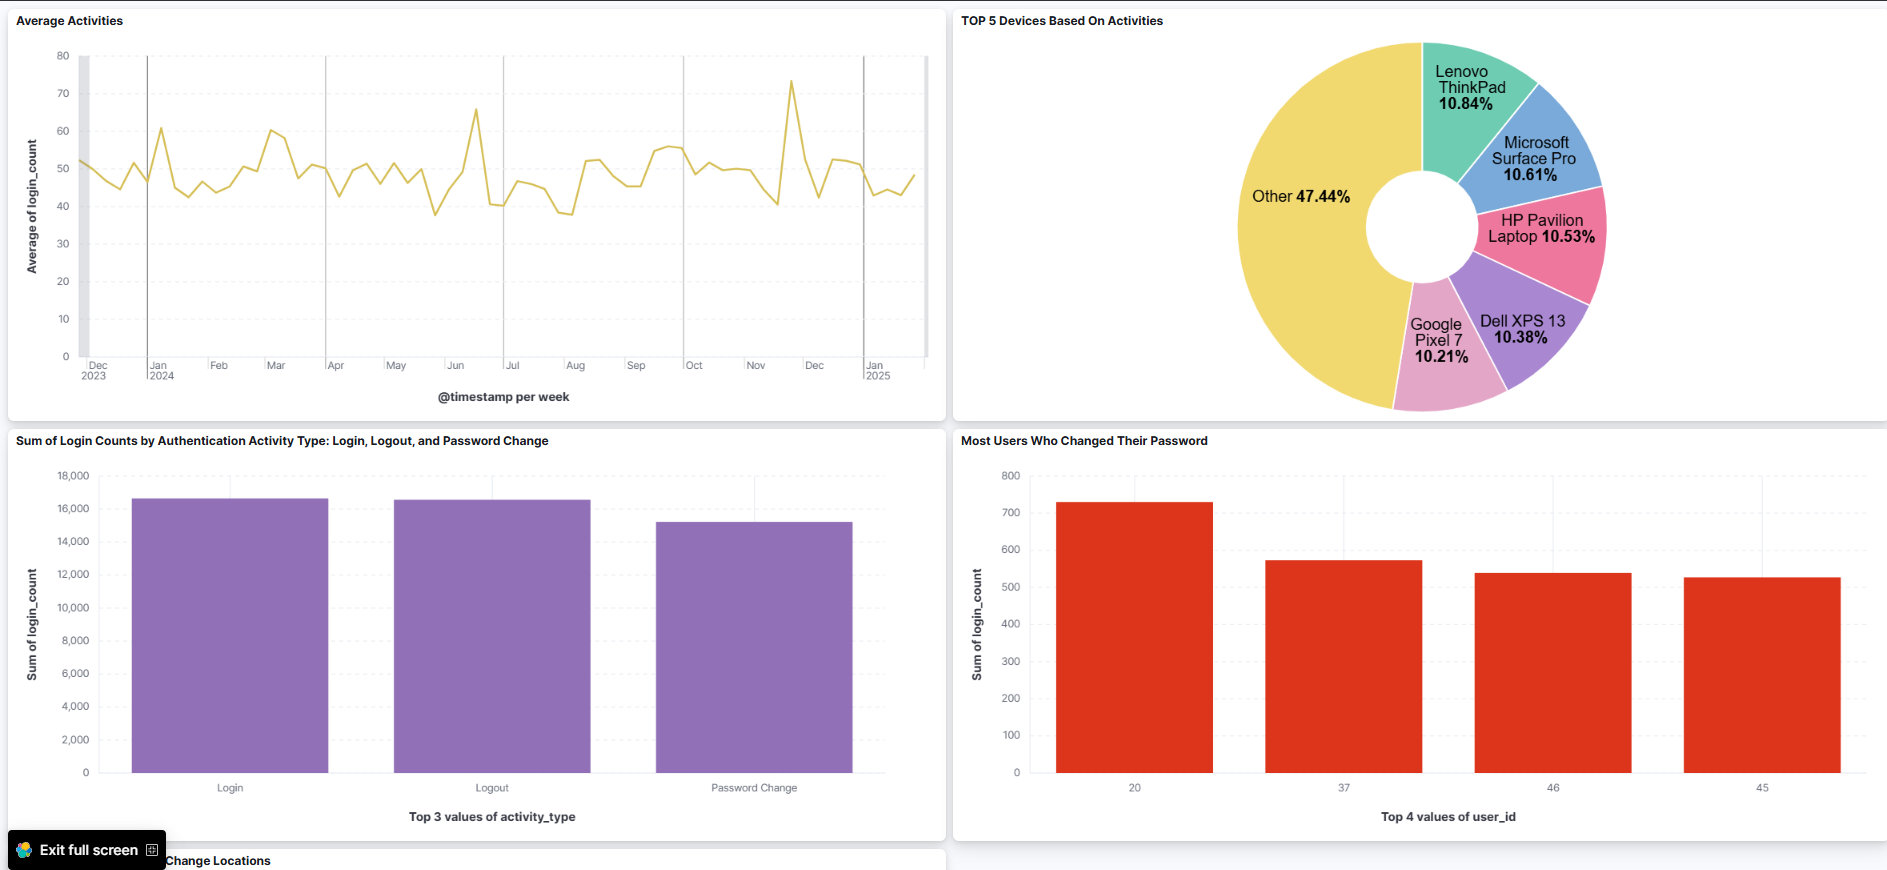 Average Activities
80
70
60
50
40
30
20
10
0
Average of login_count
Dec
2023
Jan
2024
Feb
Mar
Apr
May
Jun
Jul
Aug
Sep
Oct
Nov
Dec
Jan
2025
@timestamp per week
TOP 5 Devices Based On Activities
Lenovo
ThinkPad
10.84%
Microsoft
Surface Pro
10.61%
HP Pavilion
Laptop 10.53%
Dell XPS 13
10.38%
Google
Pixel 7
10.21%
Other 47.44%
Sum of Login Counts by Authentication Activity Type: Login, Logout, and Password Change
18,000
16,000
14,000
12,000
10,000
8,000
6,000
4,000
2,000
0
Sum of login_count
Login
Logout
Password Change
Top 3 values of activity_type
Most Users Who Changed Their Password
800
700
600
500
400
300
200
100
0
Sum of login_count
20
37
46
45
Top 4 values of user_id
Exit full screen
Change Locations